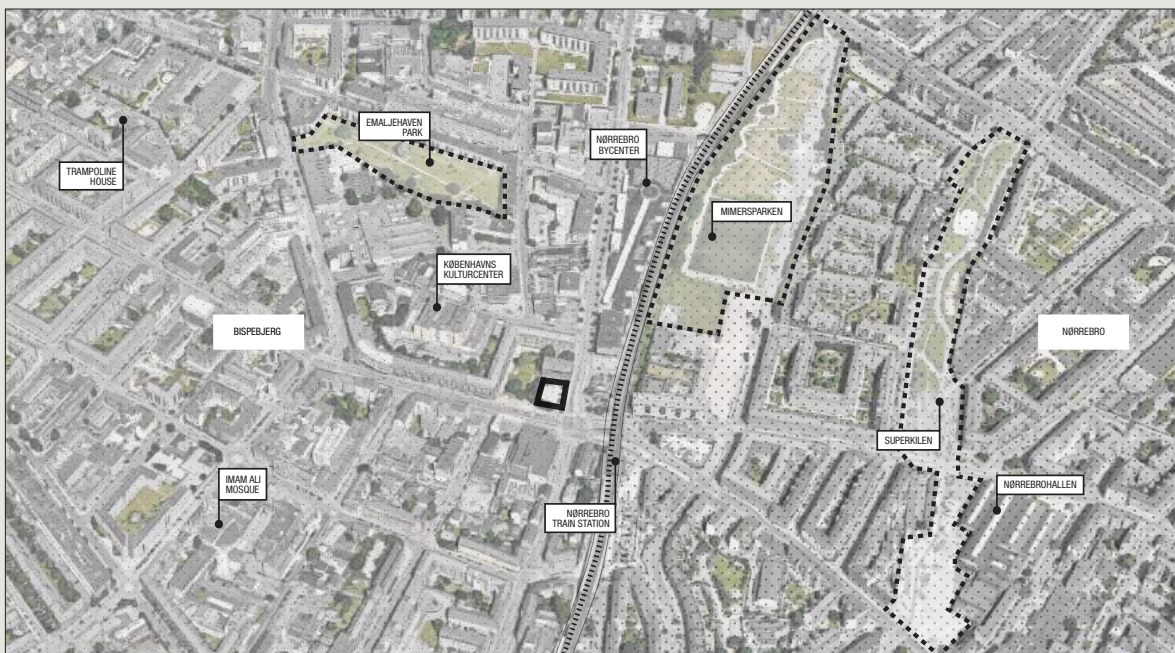 EMALJEHAVEN
PARK
TRAMPOLINE
HOUSE
NØRREBRO
BYCENTER
MIMERSPARKEN
KØBENHAVNS
KULTURCENTER
BISPEBJERG
NØRREBRO
SUPERKILEN
IMAM ALI
MOSQUE
NØRREBROHALLEN
NØRREBRO
TRAIN STATION